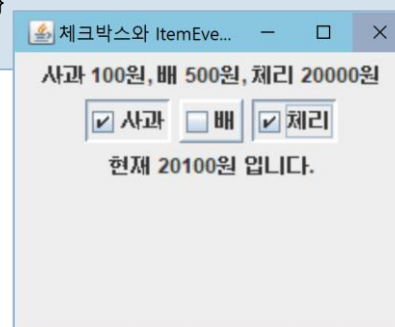 체크박스와 ItemEve...
사과 100원, 배 500원, 체리 20000원
사과 배 체리
현재 20100원 입니다.